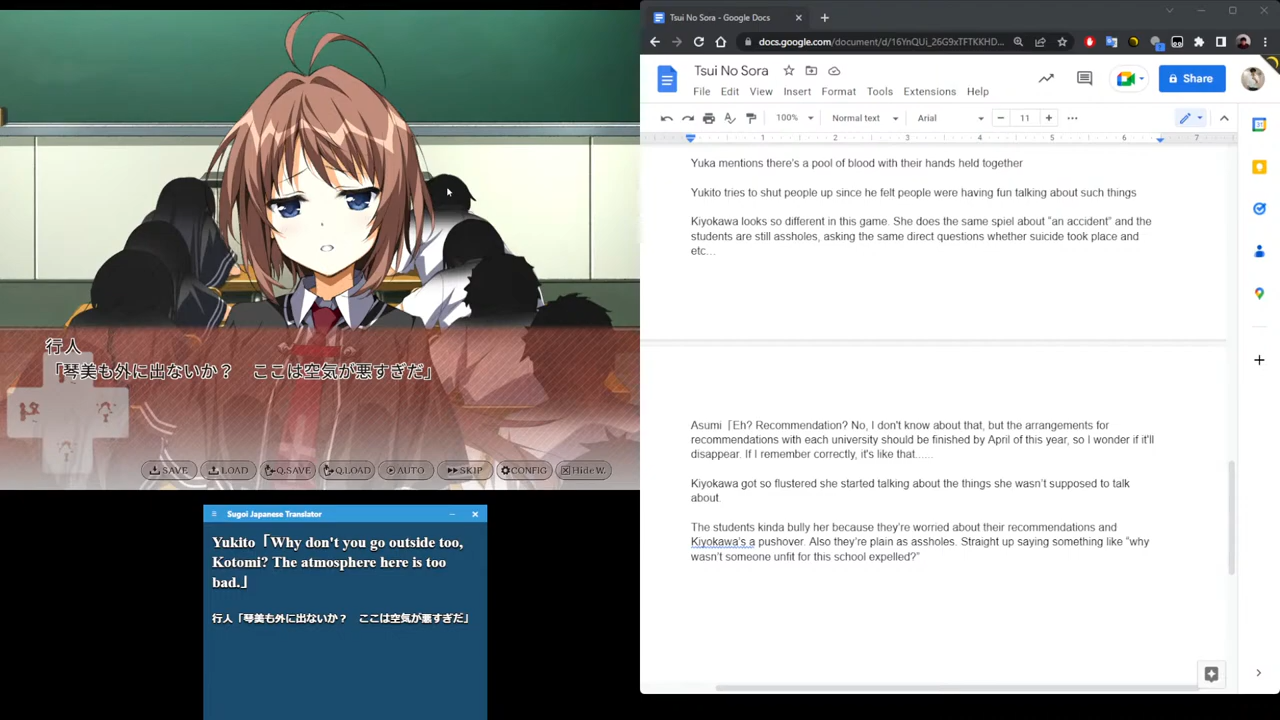 行人
「琴美も外に出ないか？　ここは空気が悪すぎだ」
SAVE
LOAD
Q.SAVE
Q.LOAD
AUTO
SKIP
CONFIG
Hide W.
Sugoi Japanese Translator
Yukito「Why don't you go outside too,
Kotomi? The atmosphere here is too
bad.」
行人「琴美も外に出ないか？　ここは空気が悪すぎだ」
Tsui No Sora - Google Docs
docs.google.com/document/d/16YnQUi_26G9xTFTKKHD...
Tsui No Sora
Share
File Edit View Insert Format Tools Extensions Help
100% Normal text Arial 11
1 2 3 4 5 6 7
Yuka mentions there's a pool of blood with their hands held together
Yukito tries to shut people up since he felt people were having fun talking about such things
Kiyokawa looks so different in this game. She does the same spiel about “an accident” and the
students are still assholes, asking the same direct questions whether suicide took place and
etc…
Asumi「Eh? Recommendation? No, I don't know about that, but the arrangements for
recommendations with each university should be finished by April of this year, so I wonder if it'll
disappear. If I remember correctly, it's like that......
Kiyokawa got so flustered she started talking about the things she wasn't supposed to talk
about.
The students kinda bully her because they're worried about their recommendations and
Kiyokawa's a pushover. Also they're plain as assholes. Straight up saying something like “why
wasn't someone unfit for this school expelled?”